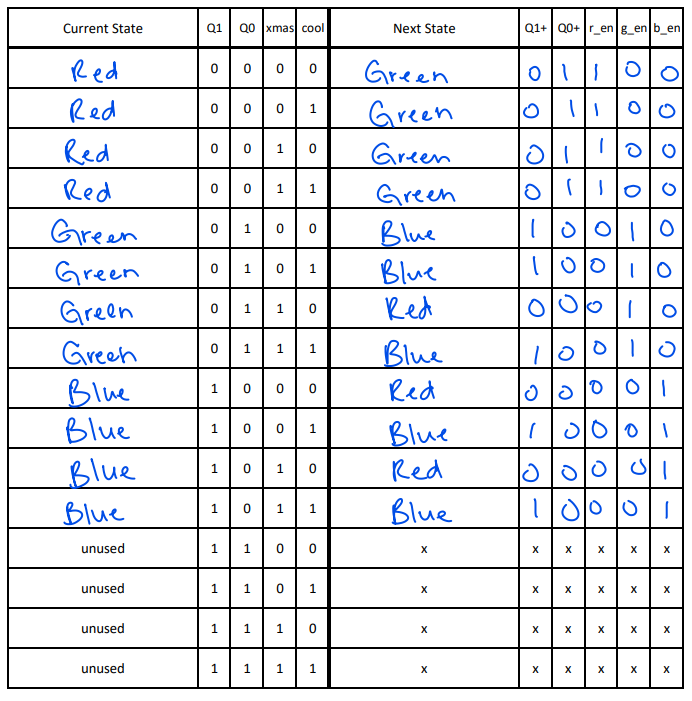 Current State Q1 Q0 xmas cool Next State Q1+ Q0+ r_en g_en b_en
Red 0 0 0 0 Green 0 1 1 0 0
Red 0 0 0 1 Green 0 1 1 0 0
Red 0 0 1 0 Green 0 1 1 0 0
Red 0 0 1 1 Green 0 1 1 0 0
Green 0 1 0 0 Blue 1 0 0 1 0
Green 0 1 0 1 Blue 1 0 0 1 0
Green 0 1 1 0 Red 0 0 0 1 0
Green 0 1 1 1 Blue 1 0 0 1 0
Blue 1 0 0 0 Red 0 0 0 0 1
Blue 1 0 0 1 Blue 1 0 0 0 1
Blue 1 0 1 0 Red 0 0 0 0 1
Blue 1 0 1 1 Blue 1 0 0 0 1
unused 1 1 0 0 x x x x x x
unused 1 1 0 1 x x x x x x
unused 1 1 1 0 x x x x x x
unused 1 1 1 1 x x x x x x